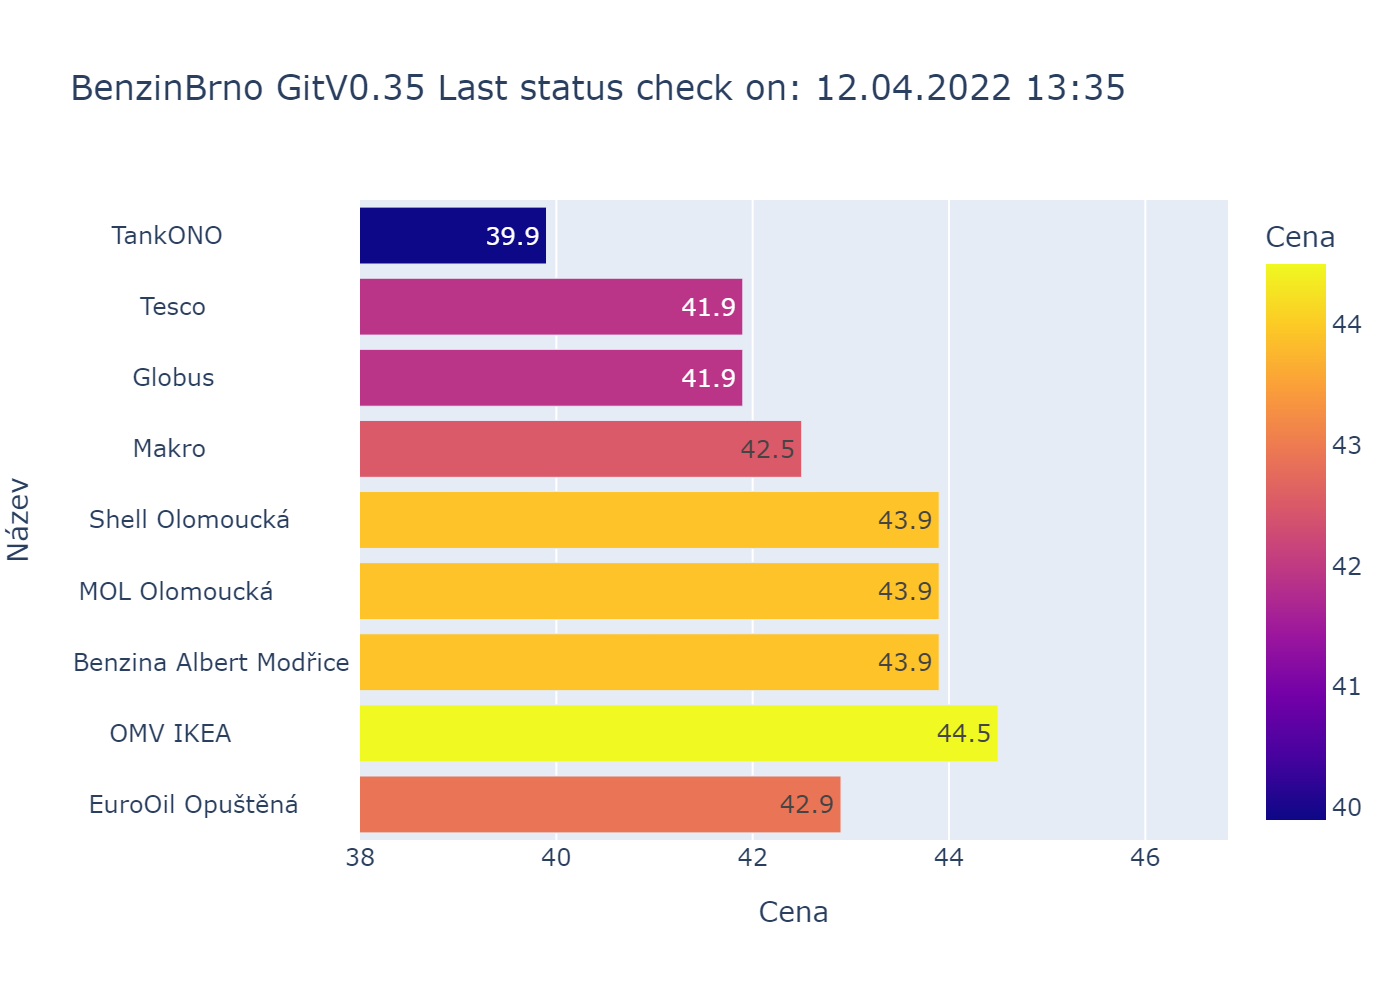 BenzinBrno GitV0.35 Last status check on: 12.04.2022 13:35
Název
TankONO 39.9
Tesco 41.9
Globus 41.9
Makro 42.5
Shell Olomoucká 43.9
MOL Olomoucká 43.9
Benzina Albert Modřice 43.9
OMV IKEA 44.5
EuroOil Opuštěná 42.9
38 40 42 44 46
Cena
Cena
44
43
42
41
40